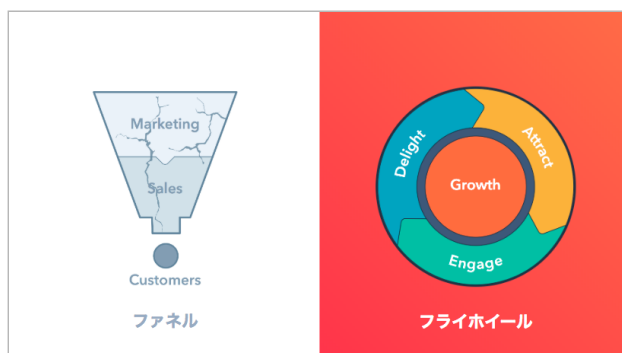 Marketing
Sales
Customers
ファネル
Delight
Attract
Growth
Engage
フライホイール